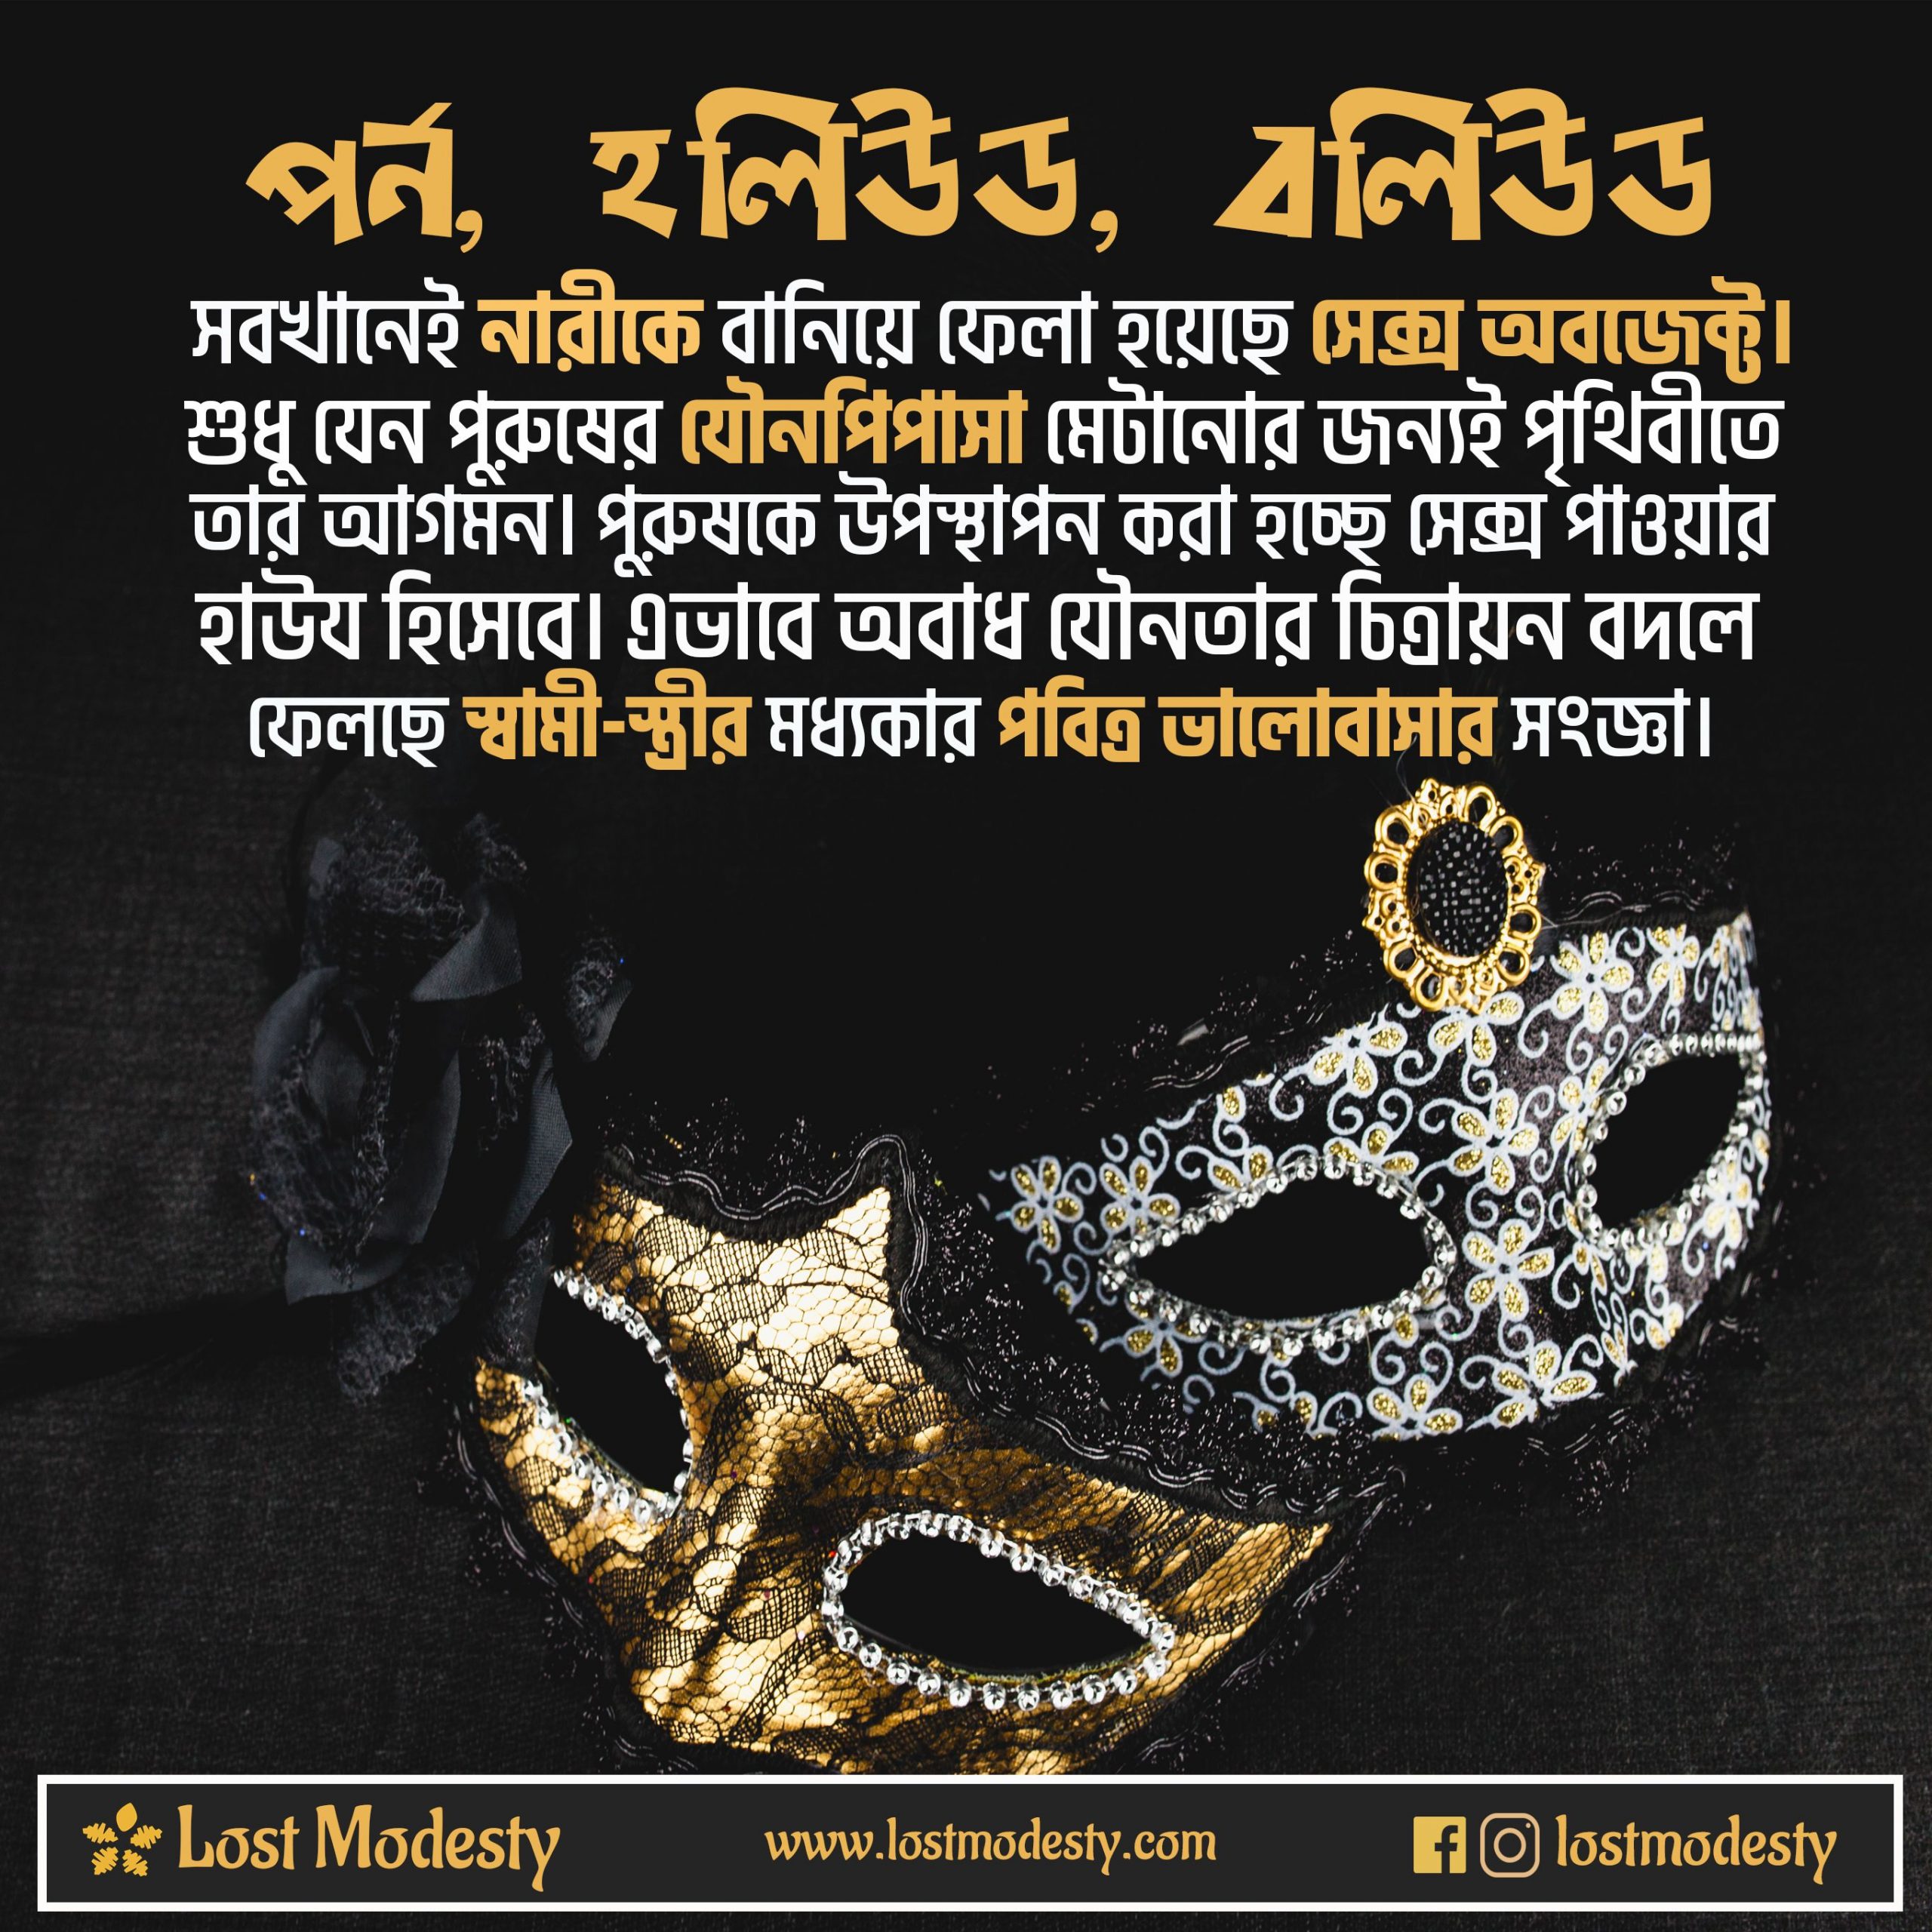 পর্ন, হলিউড, বলিউড
সবখানেই নারীকে বানিয়ে ফেলা হয়েছে সেক্স অবজেক্ট।
শুধু যেন পুরুষের যৌনপিপাসা মেটানোর জন্যই পৃথিবীতে
তার আগমন। পুরুষকে উপস্থাপন করা হচ্ছে সেক্স পাওয়ার
হাউয হিসেবে। এভাবে অবাধ যৌনতার চিত্রায়ন বদলে
ফেলছে স্বামী-স্ত্রীর মধ্যকার পবিত্র ভালোবাসার সংজ্ঞা।
Lost Modesty www.lostmodesty.com lostmodesty